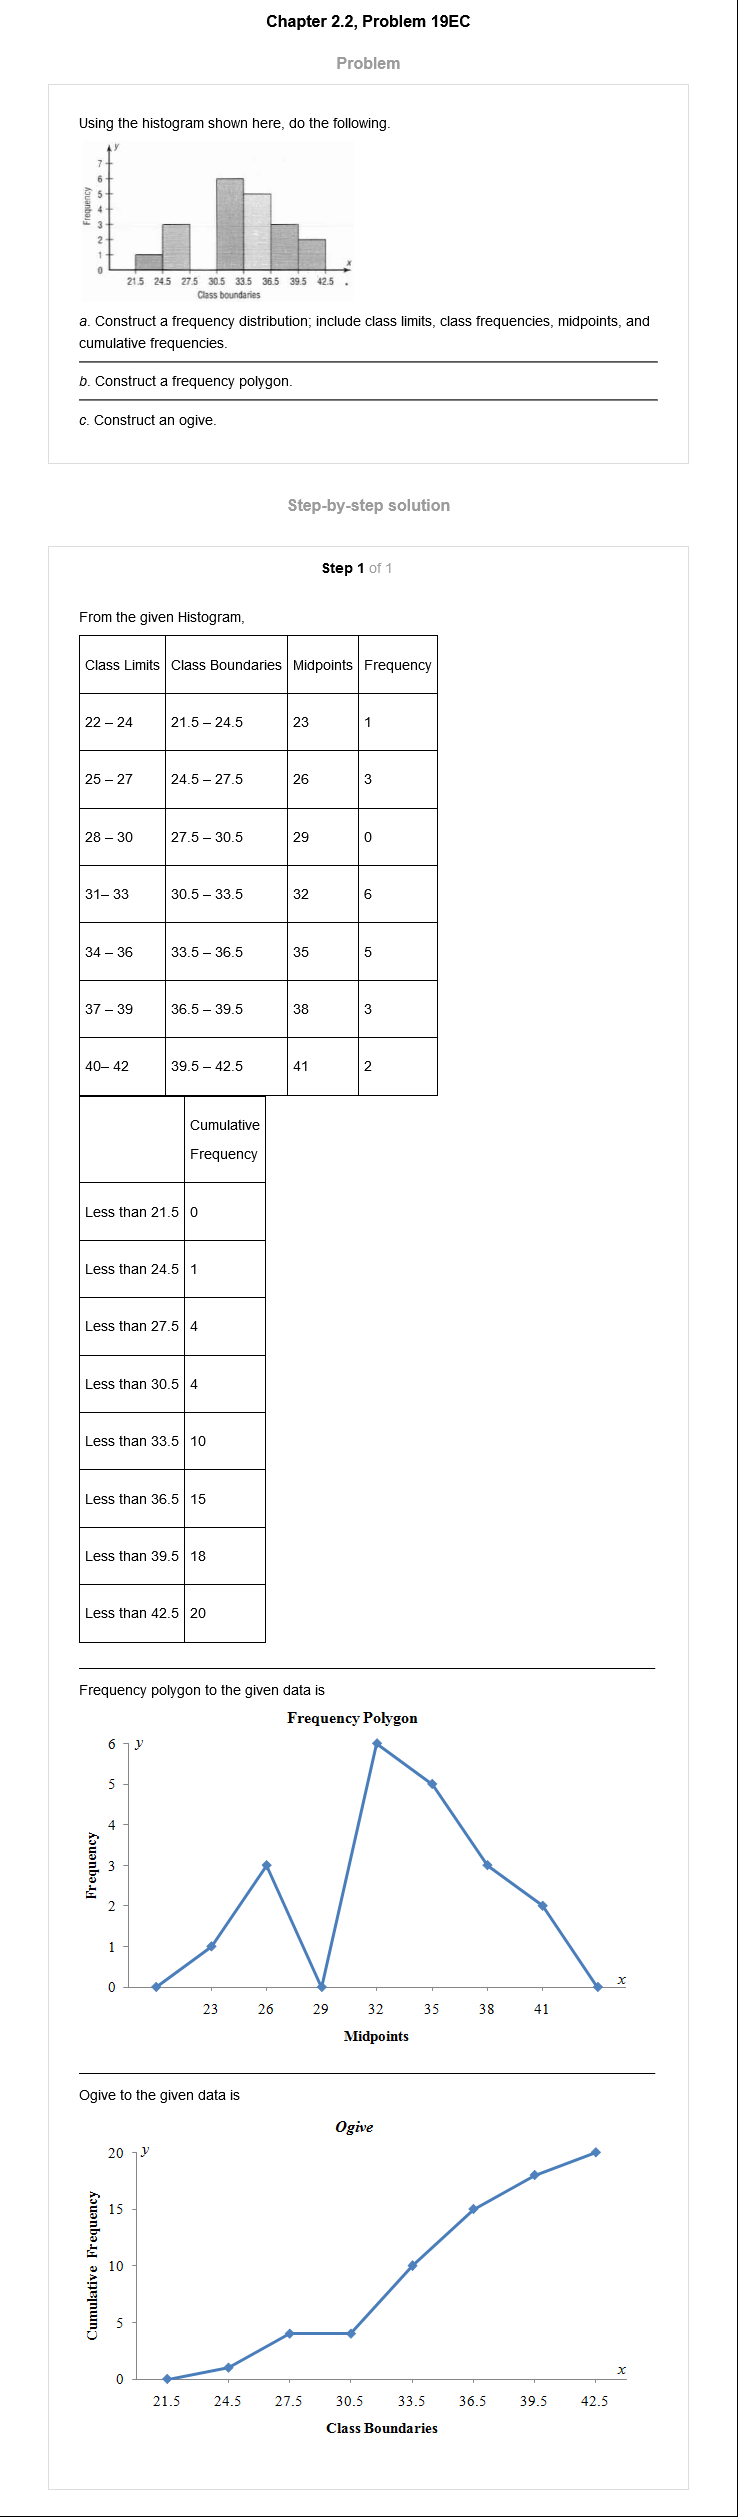 Chapter 2.2, Problem 19EC
Problem
Using the histogram shown here, do the following.
y
7
6
5
4
3
2
1
0
Frequency
x
21.5 24.5 27.5 30.5 33.5 36.5 39.5 42.5
Class boundaries
a. Construct a frequency distribution; include class limits, class frequencies, midpoints, and
cumulative frequencies.
b. Construct a frequency polygon.
c. Construct an ogive.
Step-by-step solution
Step 1 of 1
From the given Histogram,
Class Limits Class Boundaries Midpoints Frequency
22 – 24 21.5 – 24.5 23 1
25 – 27 24.5 – 27.5 26 3
28 – 30 27.5 – 30.5 29 0
31– 33 30.5 – 33.5 32 6
34 – 36 33.5 – 36.5 35 5
37 – 39 36.5 – 39.5 38 3
40– 42 39.5 – 42.5 41 2
Cumulative
Frequency
Less than 21.5 0
Less than 24.5 1
Less than 27.5 4
Less than 30.5 4
Less than 33.5 10
Less than 36.5 15
Less than 39.5 18
Less than 42.5 20
Frequency polygon to the given data is
Frequency Polygon
6 y
5
4
3
2
1
0
Frequency
x
23 26 29 32 35 38 41
Midpoints
Ogive to the given data is
Ogive
20 y
15
10
5
0
Cumulative Frequency
x
21.5 24.5 27.5 30.5 33.5 36.5 39.5 42.5
Class Boundaries